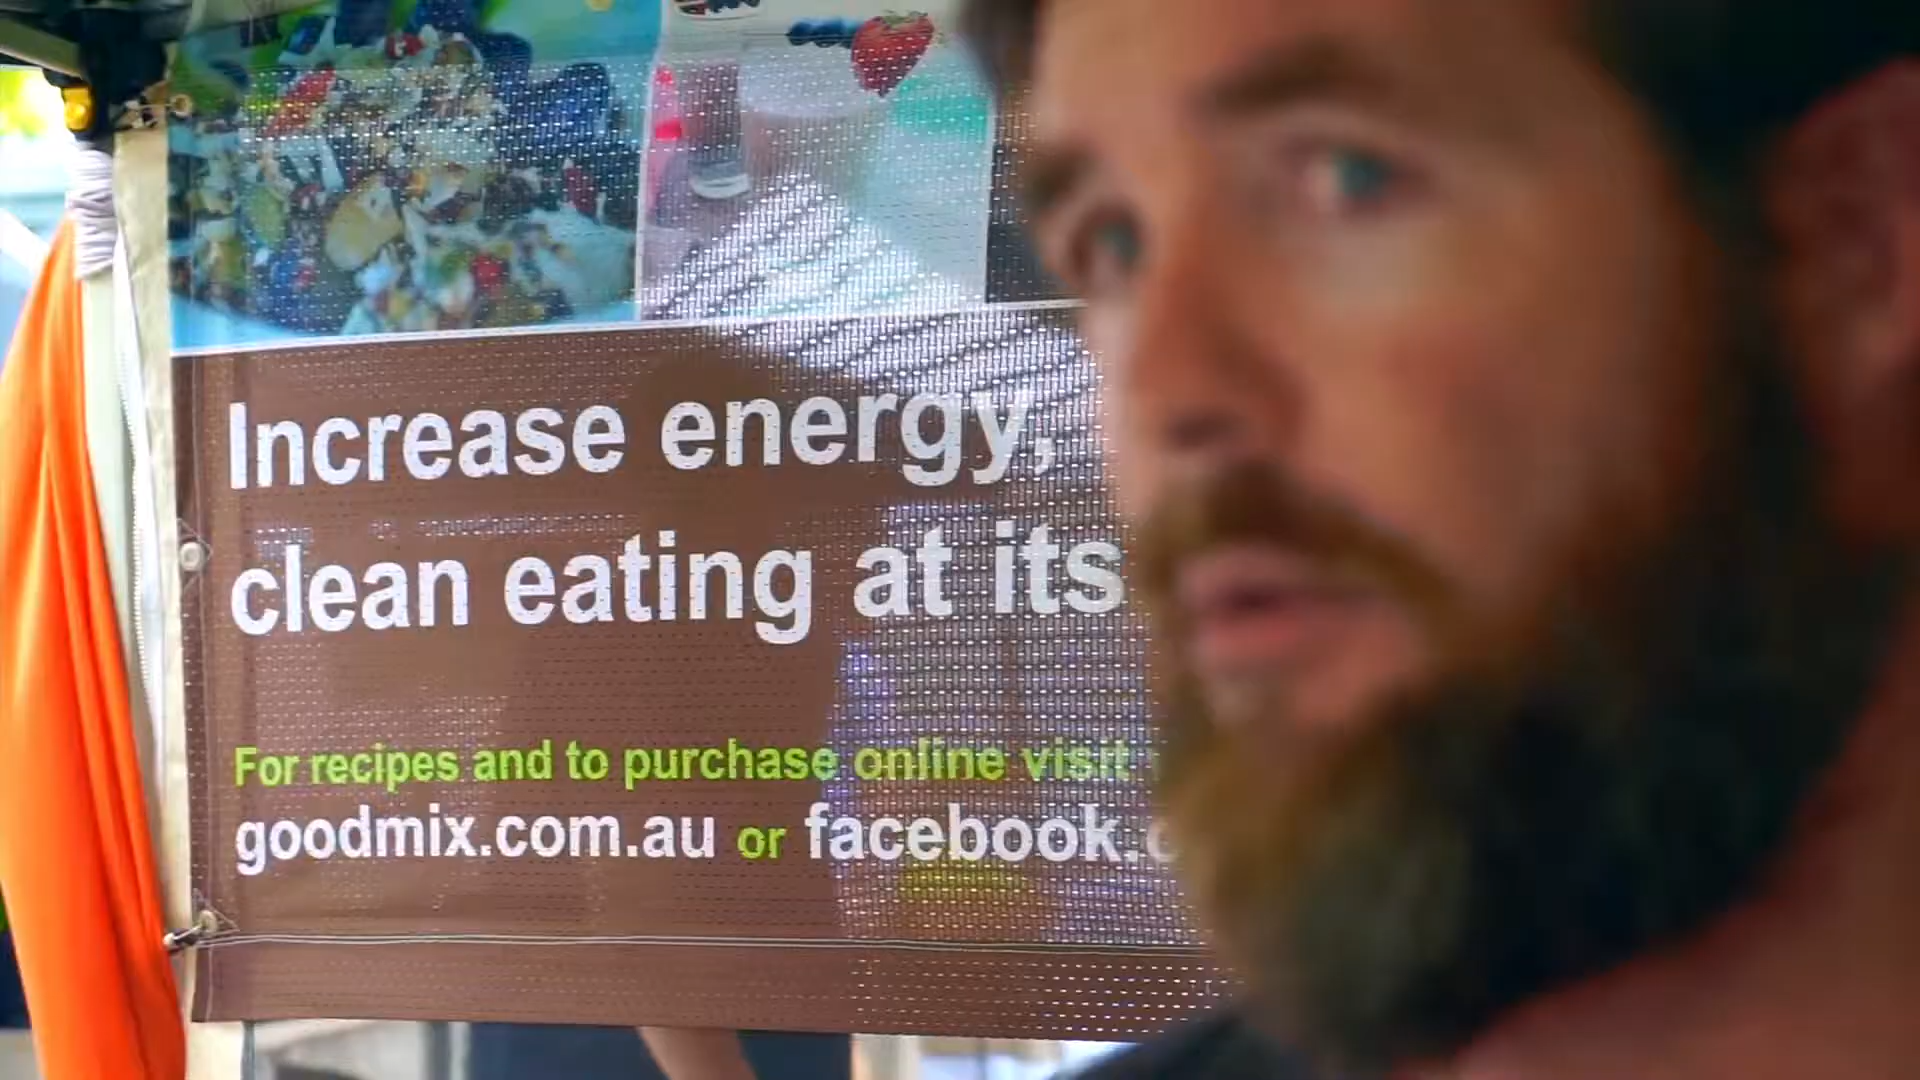 Increase energy,
clean eating at its
For recipes and to purchase online visit
goodmix.com.au or facebook.c